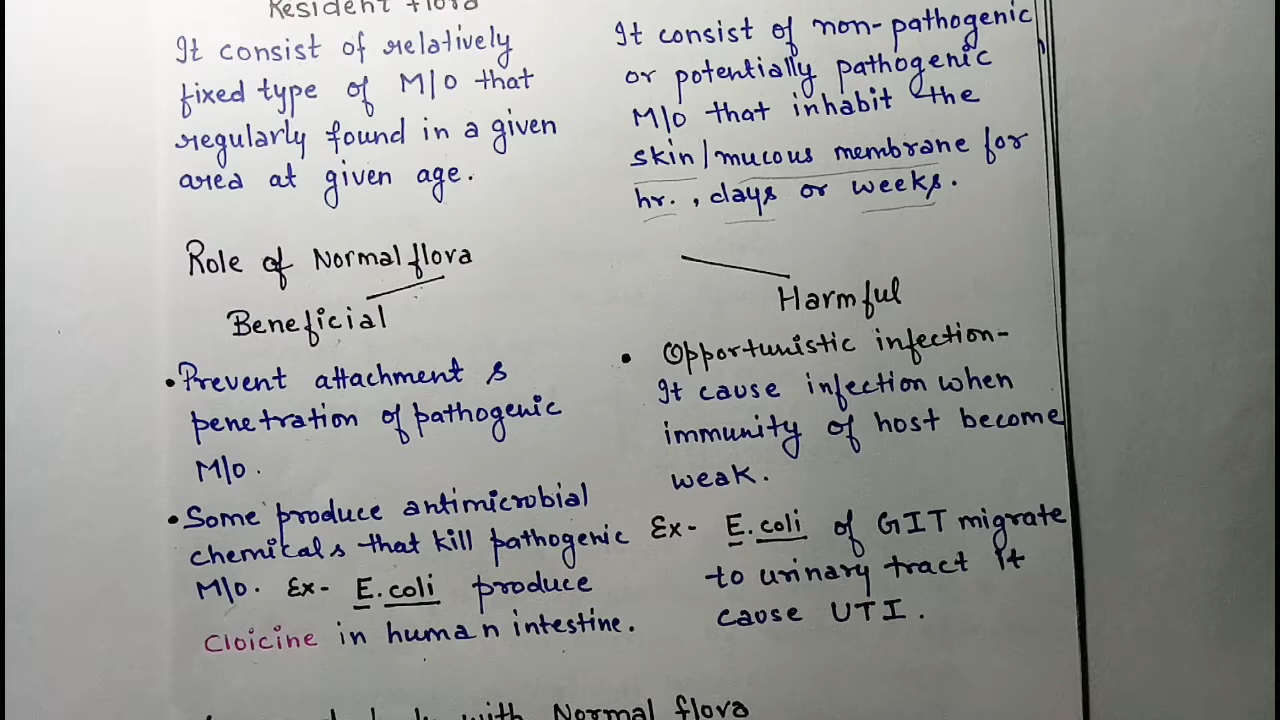 Resident flora
It consist of relatively
fixed type of M/O that
regularly found in a given
area at given age.
It consist of non-pathogenic
or potentially pathogenic
M/O that inhabit the
skin/mucous membrane for
hr., days or weeks.
Role of Normal flora
Beneficial
• Prevent attachment &
penetration of pathogenic
M/O.
• Some produce antimicrobial
chemicals that kill pathogenic
M/O. Ex- E.coli produce
Cloicine in human intestine.
Harmful
• Opportunistic infection-
It cause infection when
immunity of host become
weak.
Ex- E.coli of GIT migrate
to urinary tract It
cause UTI.
with Normal flora